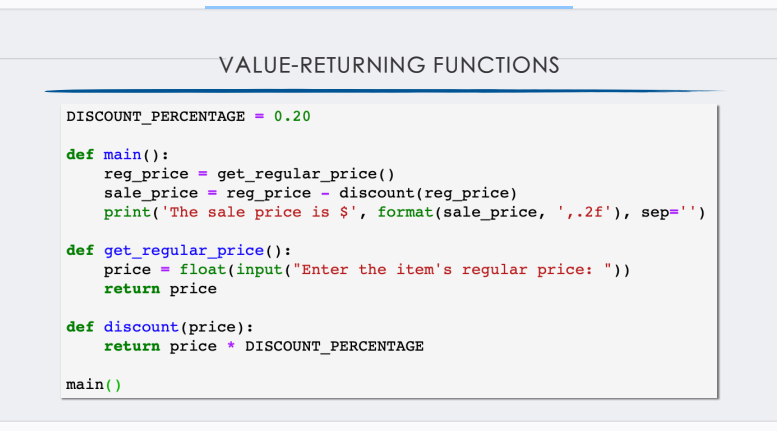 VALUE-RETURNING FUNCTIONS
DISCOUNT_PERCENTAGE = 0.20
def main():
    reg_price = get_regular_price()
    sale_price = reg_price - discount(reg_price)
    print('The sale price is $', format(sale_price, ',.2f'), sep='')
def get_regular_price():
    price = float(input("Enter the item's regular price: "))
    return price
def discount(price):
    return price * DISCOUNT_PERCENTAGE
main()